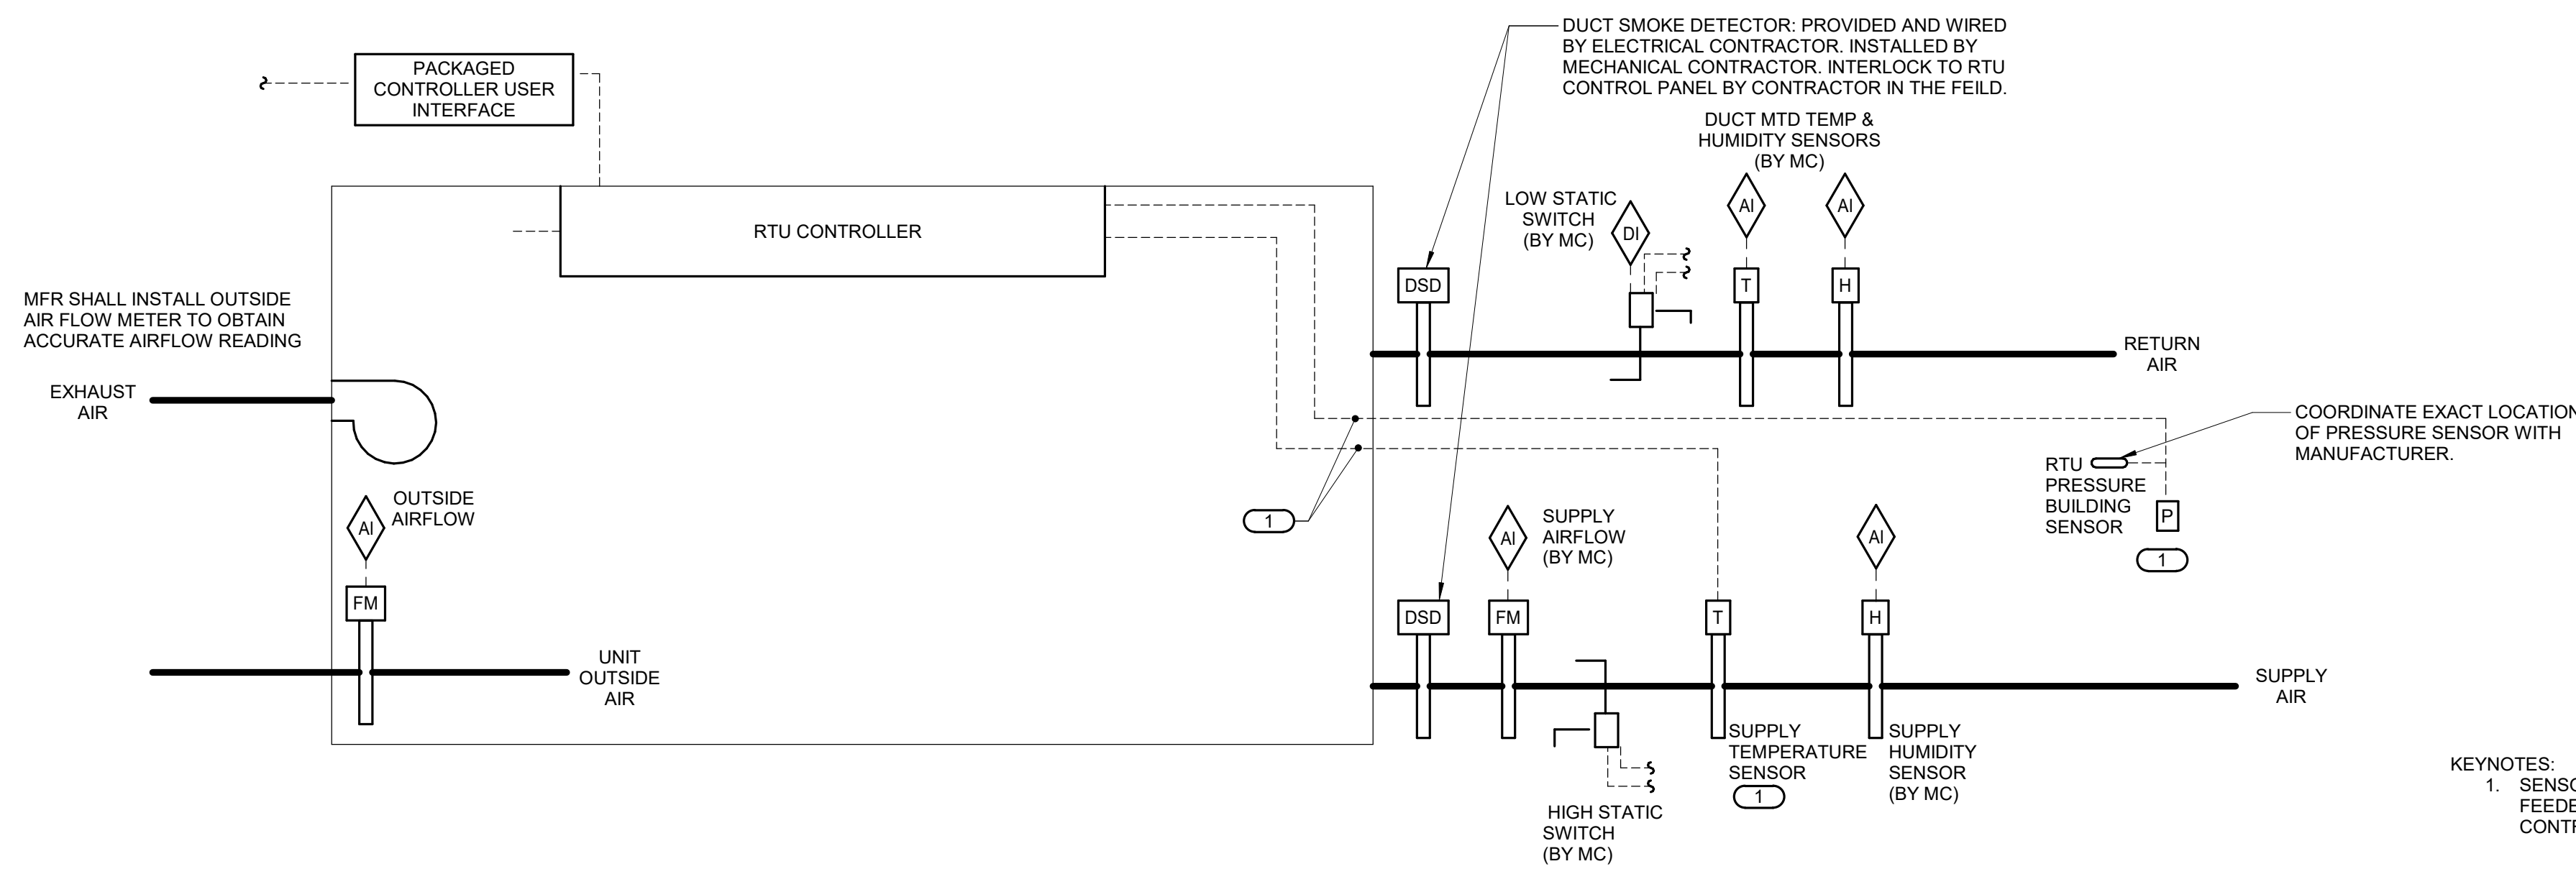 DUCT SMOKE DETECTOR: PROVIDED AND WIRED
BY ELECTRICAL CONTRACTOR. INSTALLED BY
MECHANICAL CONTRACTOR. INTERLOCK TO RTU
CONTROL PANEL BY CONTRACTOR IN THE FEILD.
PACKAGED
CONTROLLER USER
INTERFACE
DUCT MTD TEMP &
HUMIDITY SENSORS
(BY MC)
LOW STATIC
SWITCH
(BY MC)
DI
AI
AI
RTU CONTROLLER
DSD
T
H
MFR SHALL INSTALL OUTSIDE
AIR FLOW METER TO OBTAIN
ACCURATE AIRFLOW READING
RETURN
AIR
EXHAUST
AIR
COORDINATE EXACT LOCATION
OF PRESSURE SENSOR WITH
MANUFACTURER.
RTU
PRESSURE
BUILDING
SENSOR
P
1
OUTSIDE
AIRFLOW
AI
1
AI
SUPPLY
AIRFLOW
(BY MC)
AI
FM
DSD
FM
T
H
UNIT
OUTSIDE
AIR
SUPPLY
AIR
SUPPLY
TEMPERATURE
SENSOR
1
SUPPLY
HUMIDITY
SENSOR
(BY MC)
HIGH STATIC
SWITCH
(BY MC)
KEYNOTES:
1.